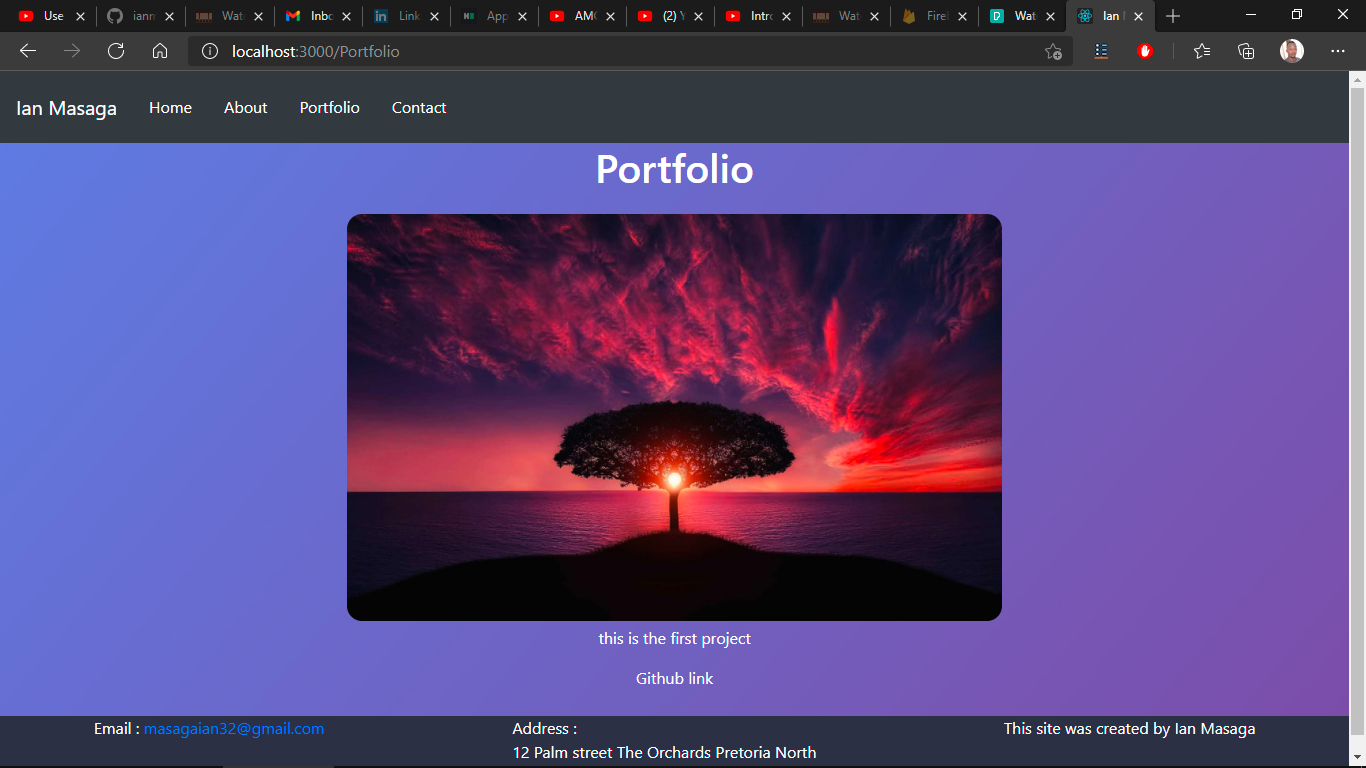 Use
ianm
Wat
Inbo
Link
App
AMG
(2) Y
Intro
Wat
Fire
Wat
Ian M
localhost:3000/Portfolio
Ian Masaga Home About Portfolio Contact
Portfolio
this is the first project
Github link
Email : masagaian32@gmail.com
Address :
12 Palm street The Orchards Pretoria North
This site was created by Ian Masaga